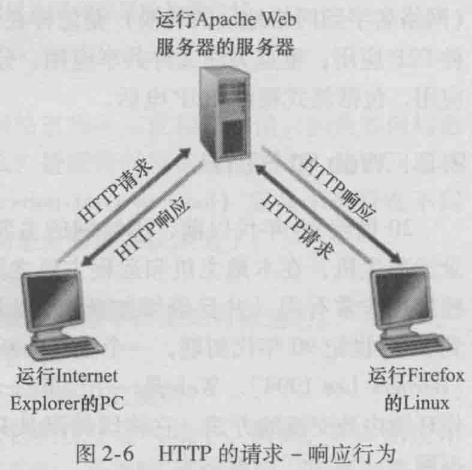 运行Apache Web
服务器的服务器
HTTP请求
HTTP响应
HTTP响应
HTTP请求
运行Internet
Explorer的PC
运行Firefox
的Linux
图 2-6 HTTP 的请求－响应行为